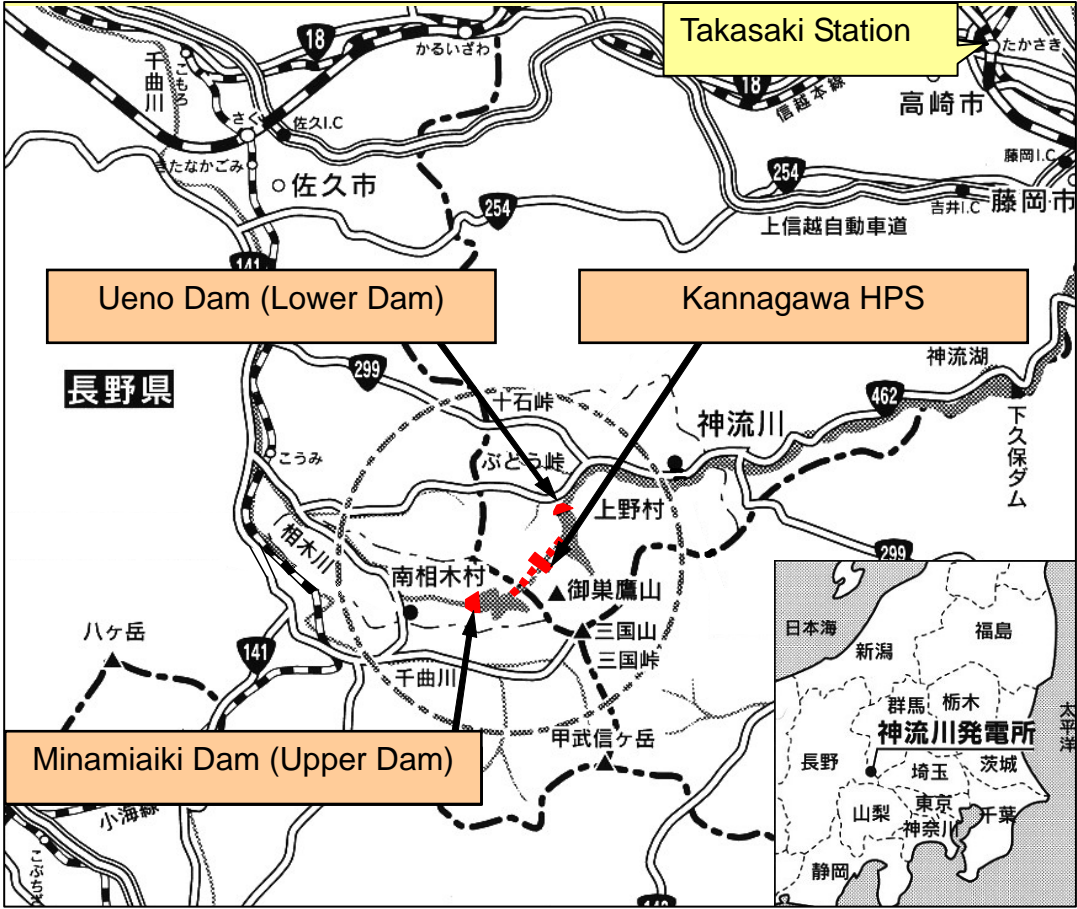 Takasaki Station
18
かるいざわ
たかさき
千曲川
こもろ
18
信越本線
高崎市
さく
佐久I.C
きたなかごみ
藤岡I.C
佐久市
254
254
吉井I.C
藤岡市
上信越自動車道
141
Ueno Dam (Lower Dam)
Kannagawa HPS
神流湖
299
長野県
462
十石峠
神流川
下久保ダム
こうみ
ぶどう峠
上野村
相木川
299
南相木村
御巣鷹山
八ヶ岳
三国山
141
三国峠
千曲川
甲武信ヶ岳
Minamiaiki Dam (Upper Dam)
小海線
日本海
福島
新潟
群馬
栃木
太平洋
神流川発電所
長野
埼玉
茨城
山梨
東京
神奈川
千葉
静岡